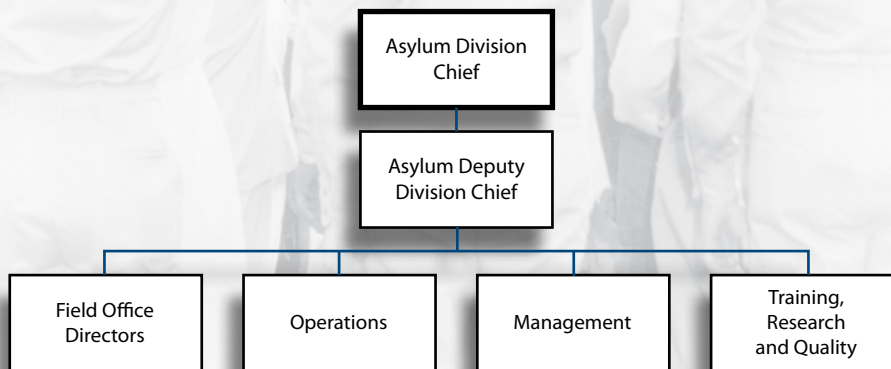 Asylum Division
Chief
Asylum Deputy
Division Chief
Field Office
Directors
Operations
Management
Training,
Research
and Quality